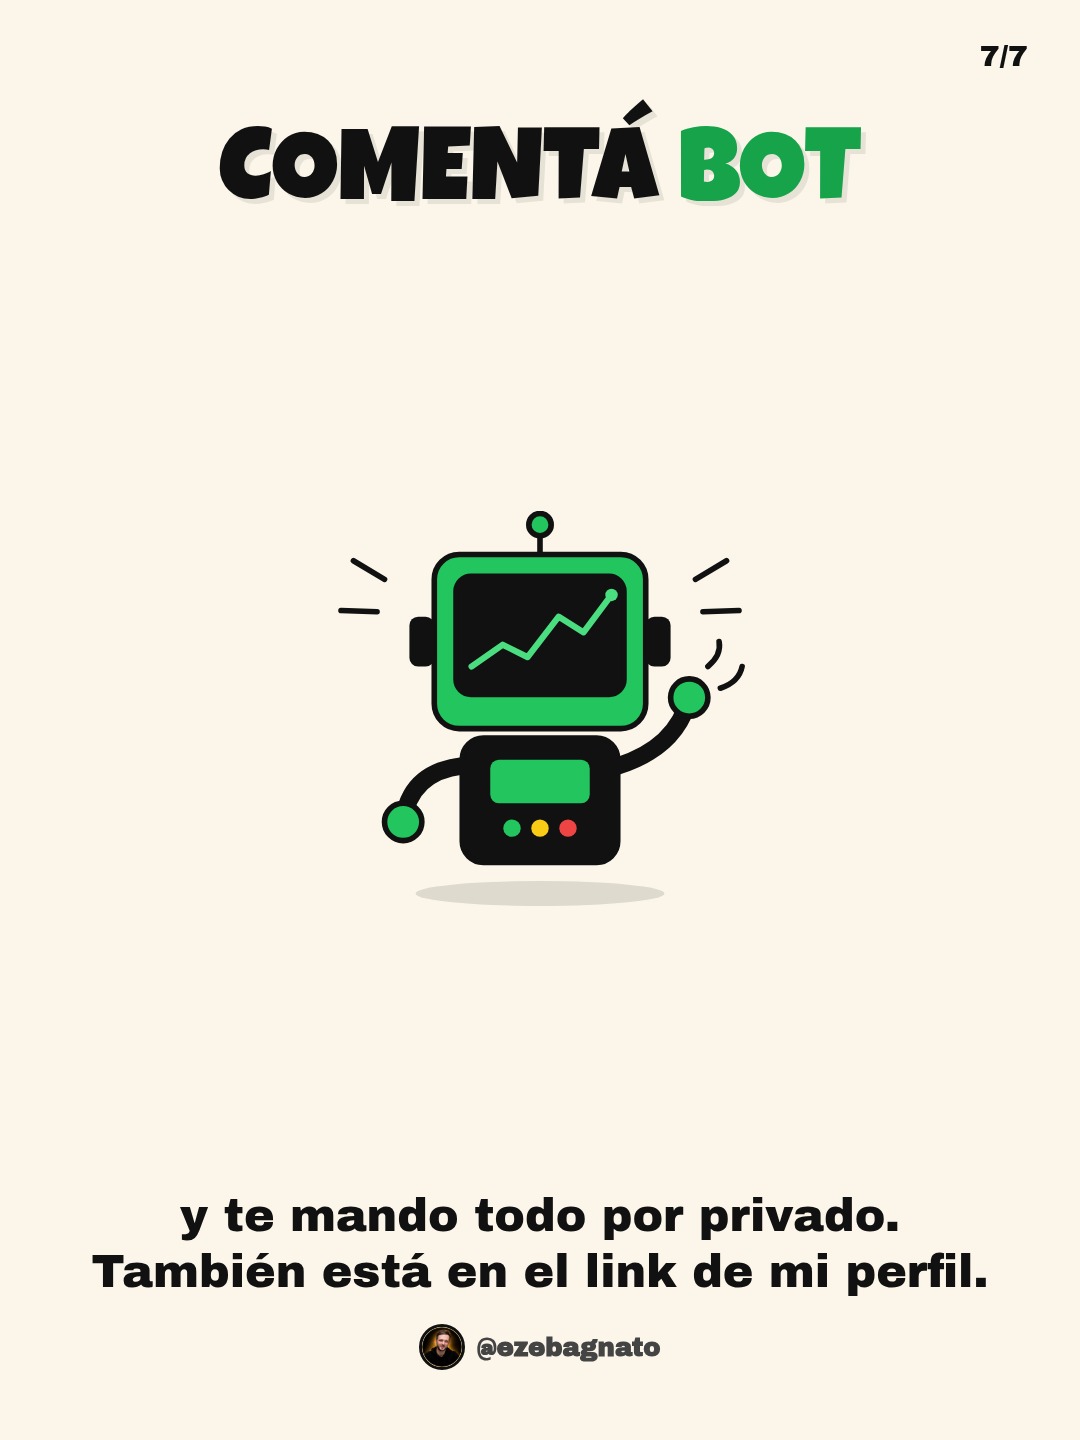 7/7
COMENTÁ BOT
y te mando todo por privado.
También está en el link de mi perfil.
@ezebagnato